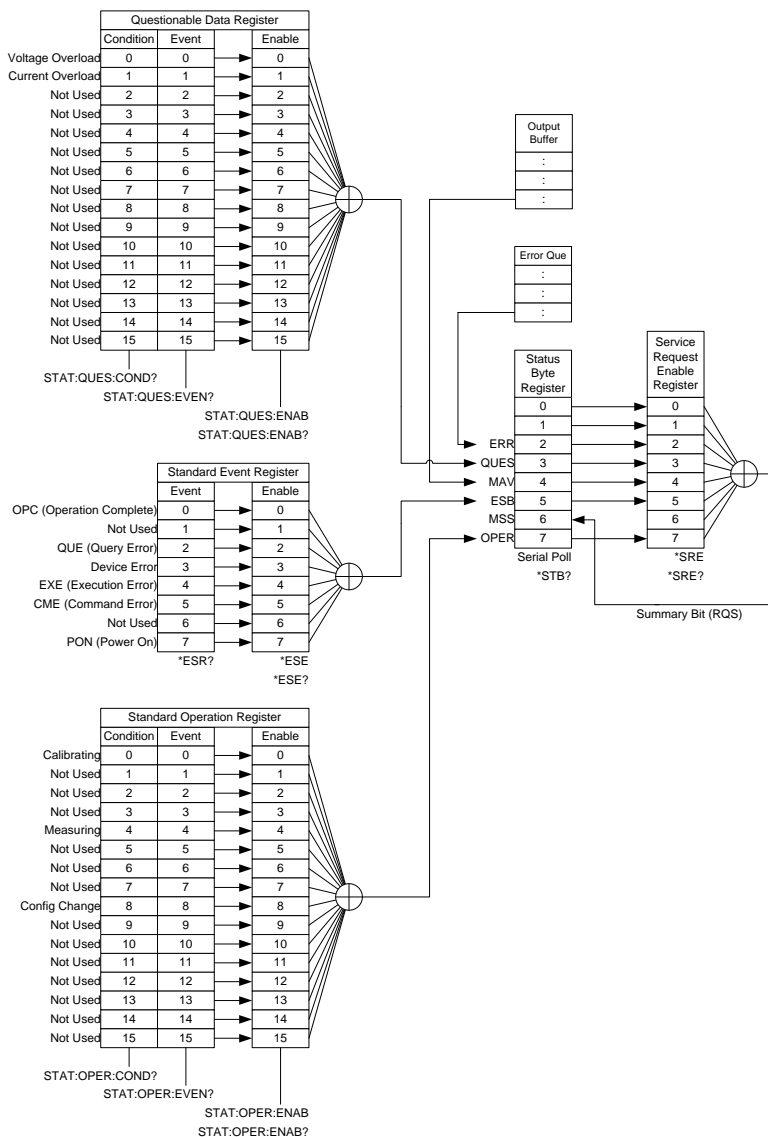 Questionable Data Register
Condition Event Enable
Voltage Overload 0 0 0
Current Overload 1 1 1
Not Used 2 2 2
Not Used 3 3 3
Not Used 4 4 4
Not Used 5 5 5
Not Used 6 6 6
Not Used 7 7 7
Not Used 8 8 8
Not Used 9 9 9
Not Used 10 10 10
Not Used 11 11 11
Not Used 12 12 12
Not Used 13 13 13
Not Used 14 14 14
Not Used 15 15 15
STAT:QUES:COND?
STAT:QUES:EVEN?
STAT:QUES:ENAB
STAT:QUES:ENAB?
Output
Buffer
:
:
:
Error Que
:
:
:
Status
Byte
Register
0
1
ERR 2
QUES 3
MAV 4
ESB 5
MSS 6
OPER 7
Serial Poll
*STB?
Service
Request
Enable
Register
0
1
2
3
4
5
6
7
*SRE
*SRE?
Summary Bit (RQS)
Standard Event Register
Event Enable
OPC (Operation Complete) 0 0
Not Used 1 1
QUE (Query Error) 2 2
Device Error 3 3
EXE (Execution Error) 4 4
CME (Command Error) 5 5
Not Used 6 6
PON (Power On) 7 7
*ESR? *ESE
*ESE?
Standard Operation Register
Condition Event Enable
Calibrating 0 0 0
Not Used 1 1 1
Not Used 2 2 2
Not Used 3 3 3
Measuring 4 4 4
Not Used 5 5 5
Not Used 6 6 6
Not Used 7 7 7
Config Change 8 8 8
Not Used 9 9 9
Not Used 10 10 10
Not Used 11 11 11
Not Used 12 12 12
Not Used 13 13 13
Not Used 14 14 14
Not Used 15 15 15
STAT:OPER:COND?
STAT:OPER:EVEN?
STAT:OPER:ENAB
STAT:OPER:ENAB?